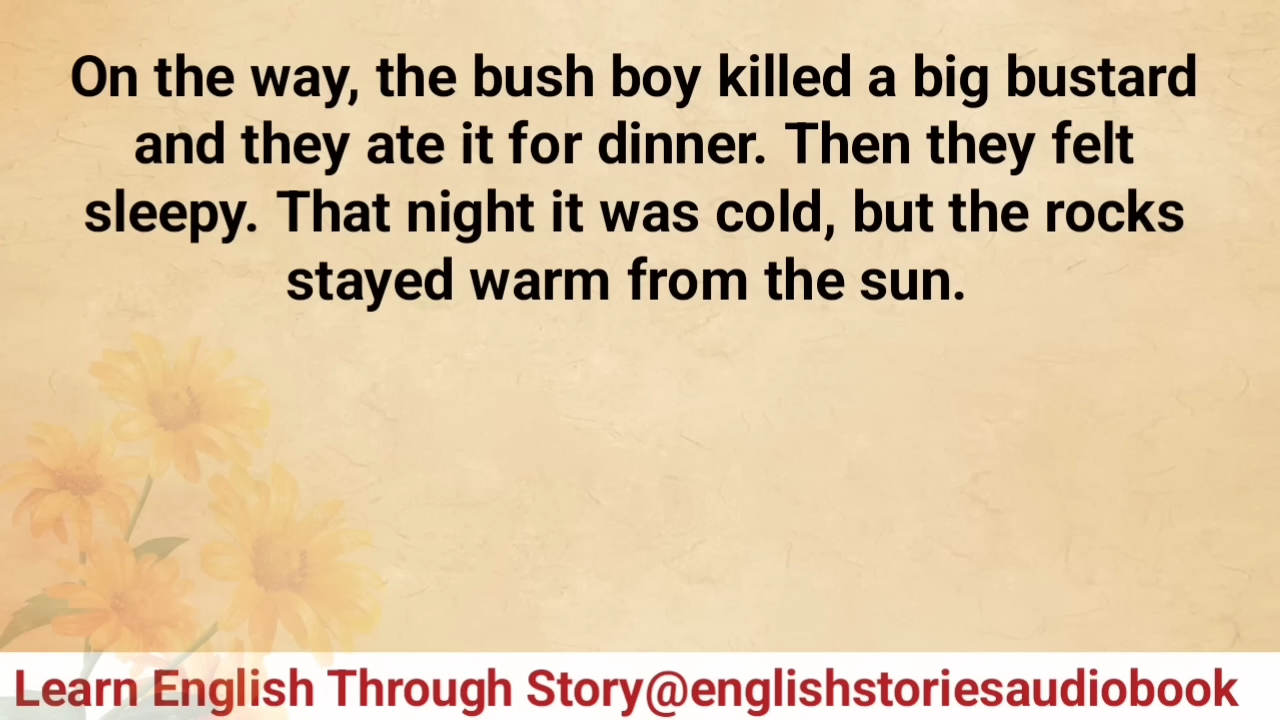 On the way, the bush boy killed a big bustard
and they ate it for dinner. Then they felt
sleepy. That night it was cold, but the rocks
stayed warm from the sun.
Learn English Through Story@englishstoriesaudiobook